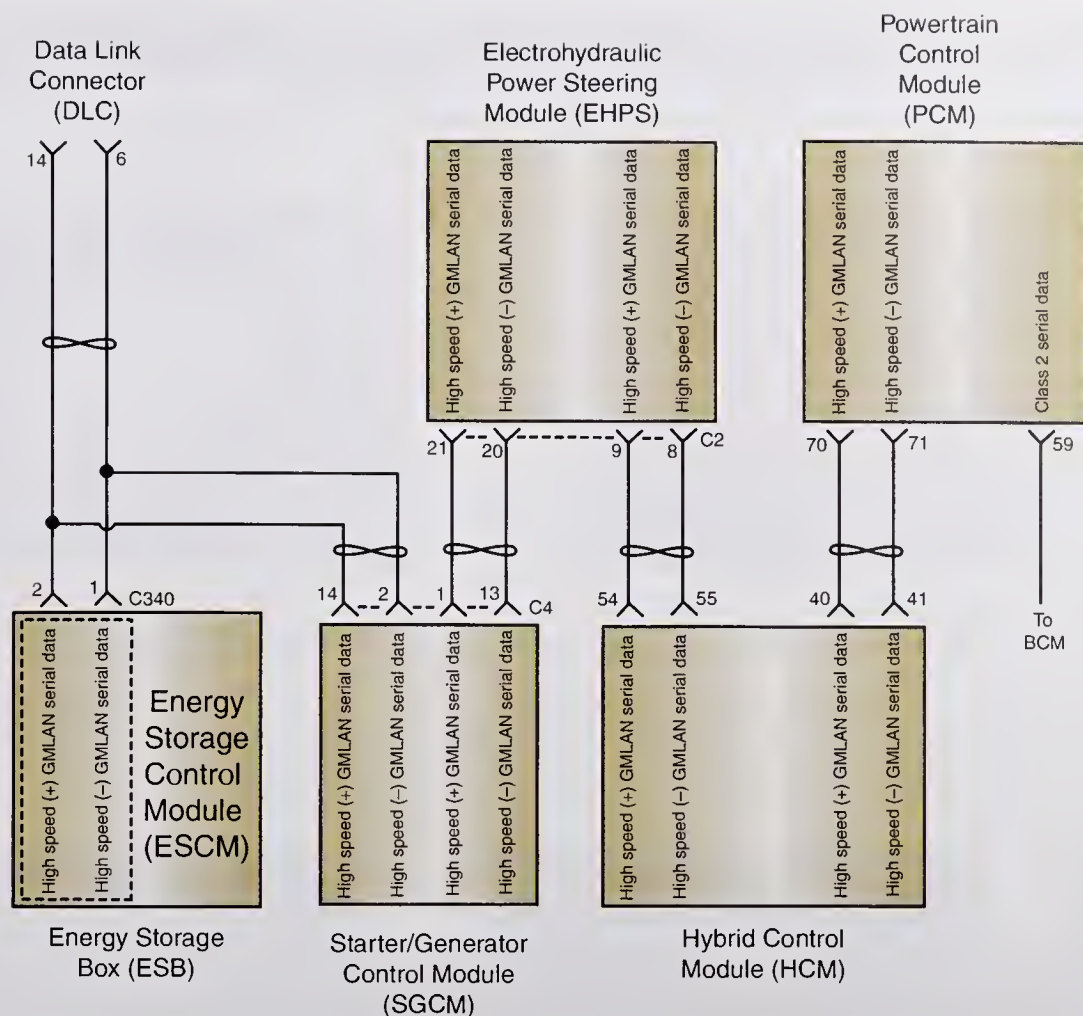 Data Link
Connector
(DLC)
14
6
Electrohydraulic
Power Steering
Module (EHPS)
Powertrain
Control
Module
(PCM)
High speed (+) GMLAN serial data
High speed (–) GMLAN serial data
High speed (+) GMLAN serial data
High speed (–) GMLAN serial data
High speed (+) GMLAN serial data
High speed (–) GMLAN serial data
Class 2 serial data
21
20
9
8
C2
70
71
59
2
1
C340
14
2
1
13
C4
54
55
40
41
To
BCM
High speed (+) GMLAN serial data
High speed (–) GMLAN serial data
Energy
Storage
Control
Module
(ESCM)
High speed (+) GMLAN serial data
High speed (–) GMLAN serial data
High speed (+) GMLAN serial data
High speed (–) GMLAN serial data
High speed (+) GMLAN serial data
High speed (–) GMLAN serial data
High speed (+) GMLAN serial data
High speed (–) GMLAN serial data
Energy Storage
Box (ESB)
Starter/Generator
Control Module
(SGCM)
Hybrid Control
Module (HCM)